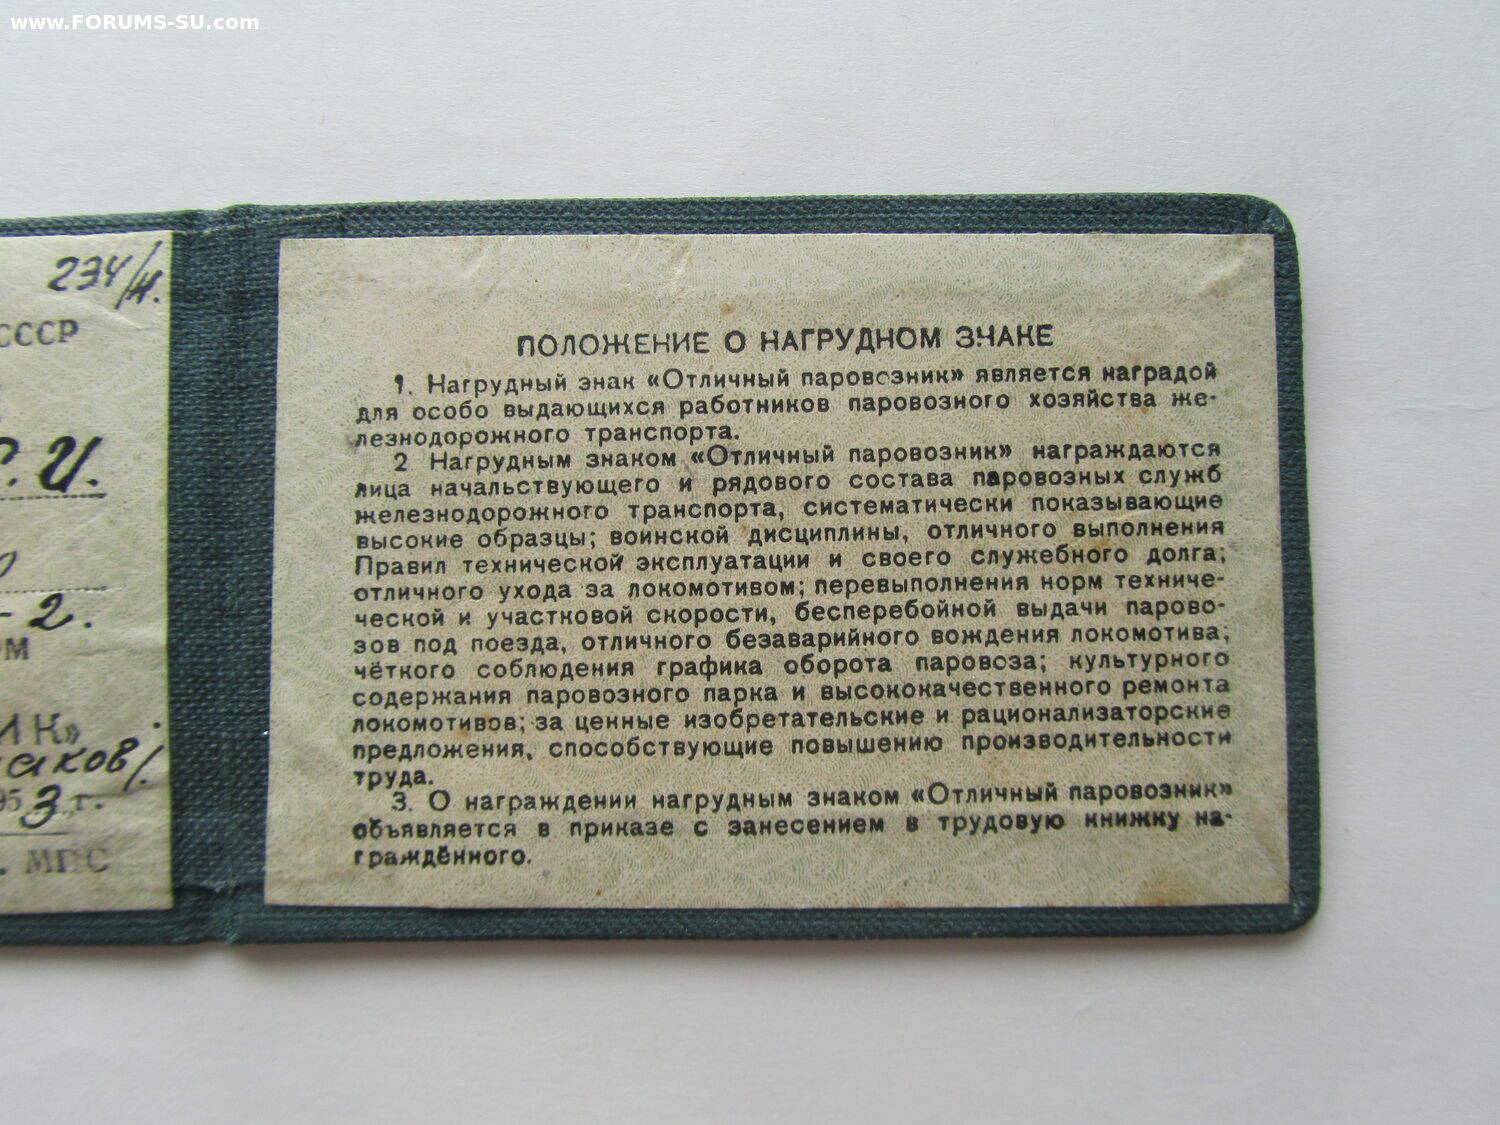 www.FORUMS-SU.com
234/н.
СССР
С. И.
-2.
ИК»
3 г.
МПС
ПОЛОЖЕНИЕ О НАГРУДНОМ ЗНАКЕ
1. Нагрудный знак «Отличный паровозник» является наградой
для особо выдающихся работников паровозного хозяйства же-
лезнодорожного транспорта.
2 Нагрудным знаком «Отличный паровозник» награждаются
лица начальствующего и рядового состава паровозных служб
железнодорожного транспорта, систематически показывающие
высокие образцы; воинской дисциплины, отличного выполнения
Правил технической эксплуатации и своего служебного долга;
отличного ухода за локомотивом; перевыполнения норм техниче-
ческой и участковой скорости, бесперебойной выдачи парово-
зов под поезда, отличного безаварийного вождения локомотива;
чёткого соблюдения графика оборота паровоза; культурного
содержания паровозного парка и высококачественного ремонта
локомотивов; за ценные изобретательские и рационализаторские
предложения, способствующие повышению производительности
труда.
3. О награждении нагрудным знаком «Отличный паровозник»
объявляется в приказе с занесением в трудовую книжку на-
граждённого.